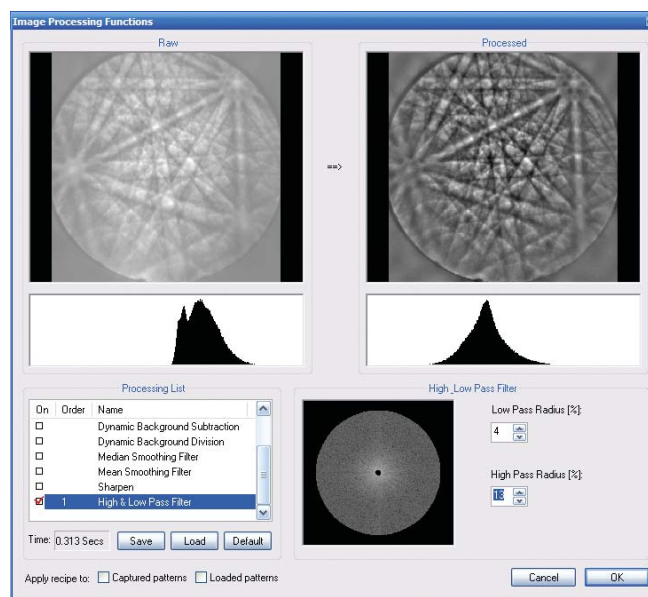 Image Processing Functions
Raw
Processed
==>
Processing List
On Order Name
Dynamic Background Subtraction
Dynamic Background Division
Median Smoothing Filter
Mean Smoothing Filter
Sharpen
1 High & Low Pass Filter
Time: 0.313 Secs Save Load Default
High_Low Pass Filter
Low Pass Radius [%]:
4
High Pass Radius [%]:
13
Apply recipe to: Captured patterns Loaded patterns
Cancel OK